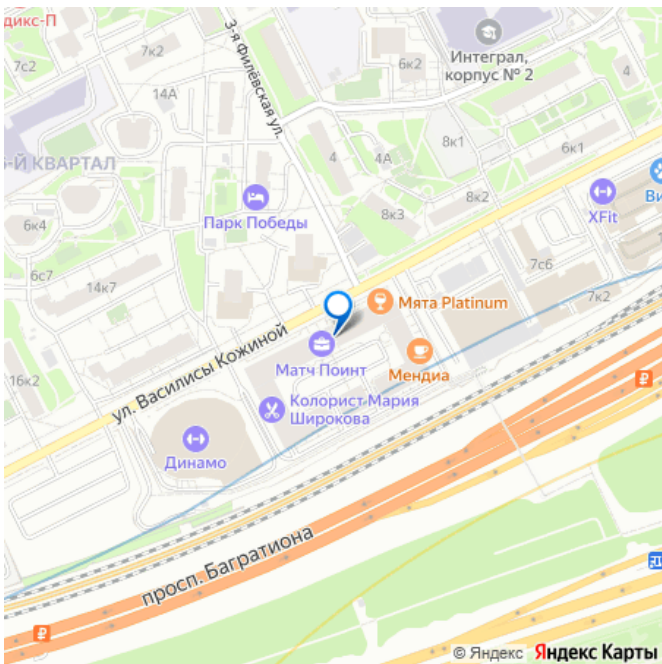 дикс-П
7к2
7с2
3-я Филёвская ул.
6к2
Интеграл,
корпус № 2
4
14А
8к1
4
4А
6к1
-Й КВАРТАЛ
8к2
Парк Победы
8к3
XFit
Ви
6к4
6с7
14к7
7с6
7к2
Мята Platinum
ул. Василисы Кожиной
Матч Поинт
Мендиа
16к2
Колорист Мария
Широкова
Динамо
₽
просп. Багратиона
₽
© Яндекс Яндекс Карты